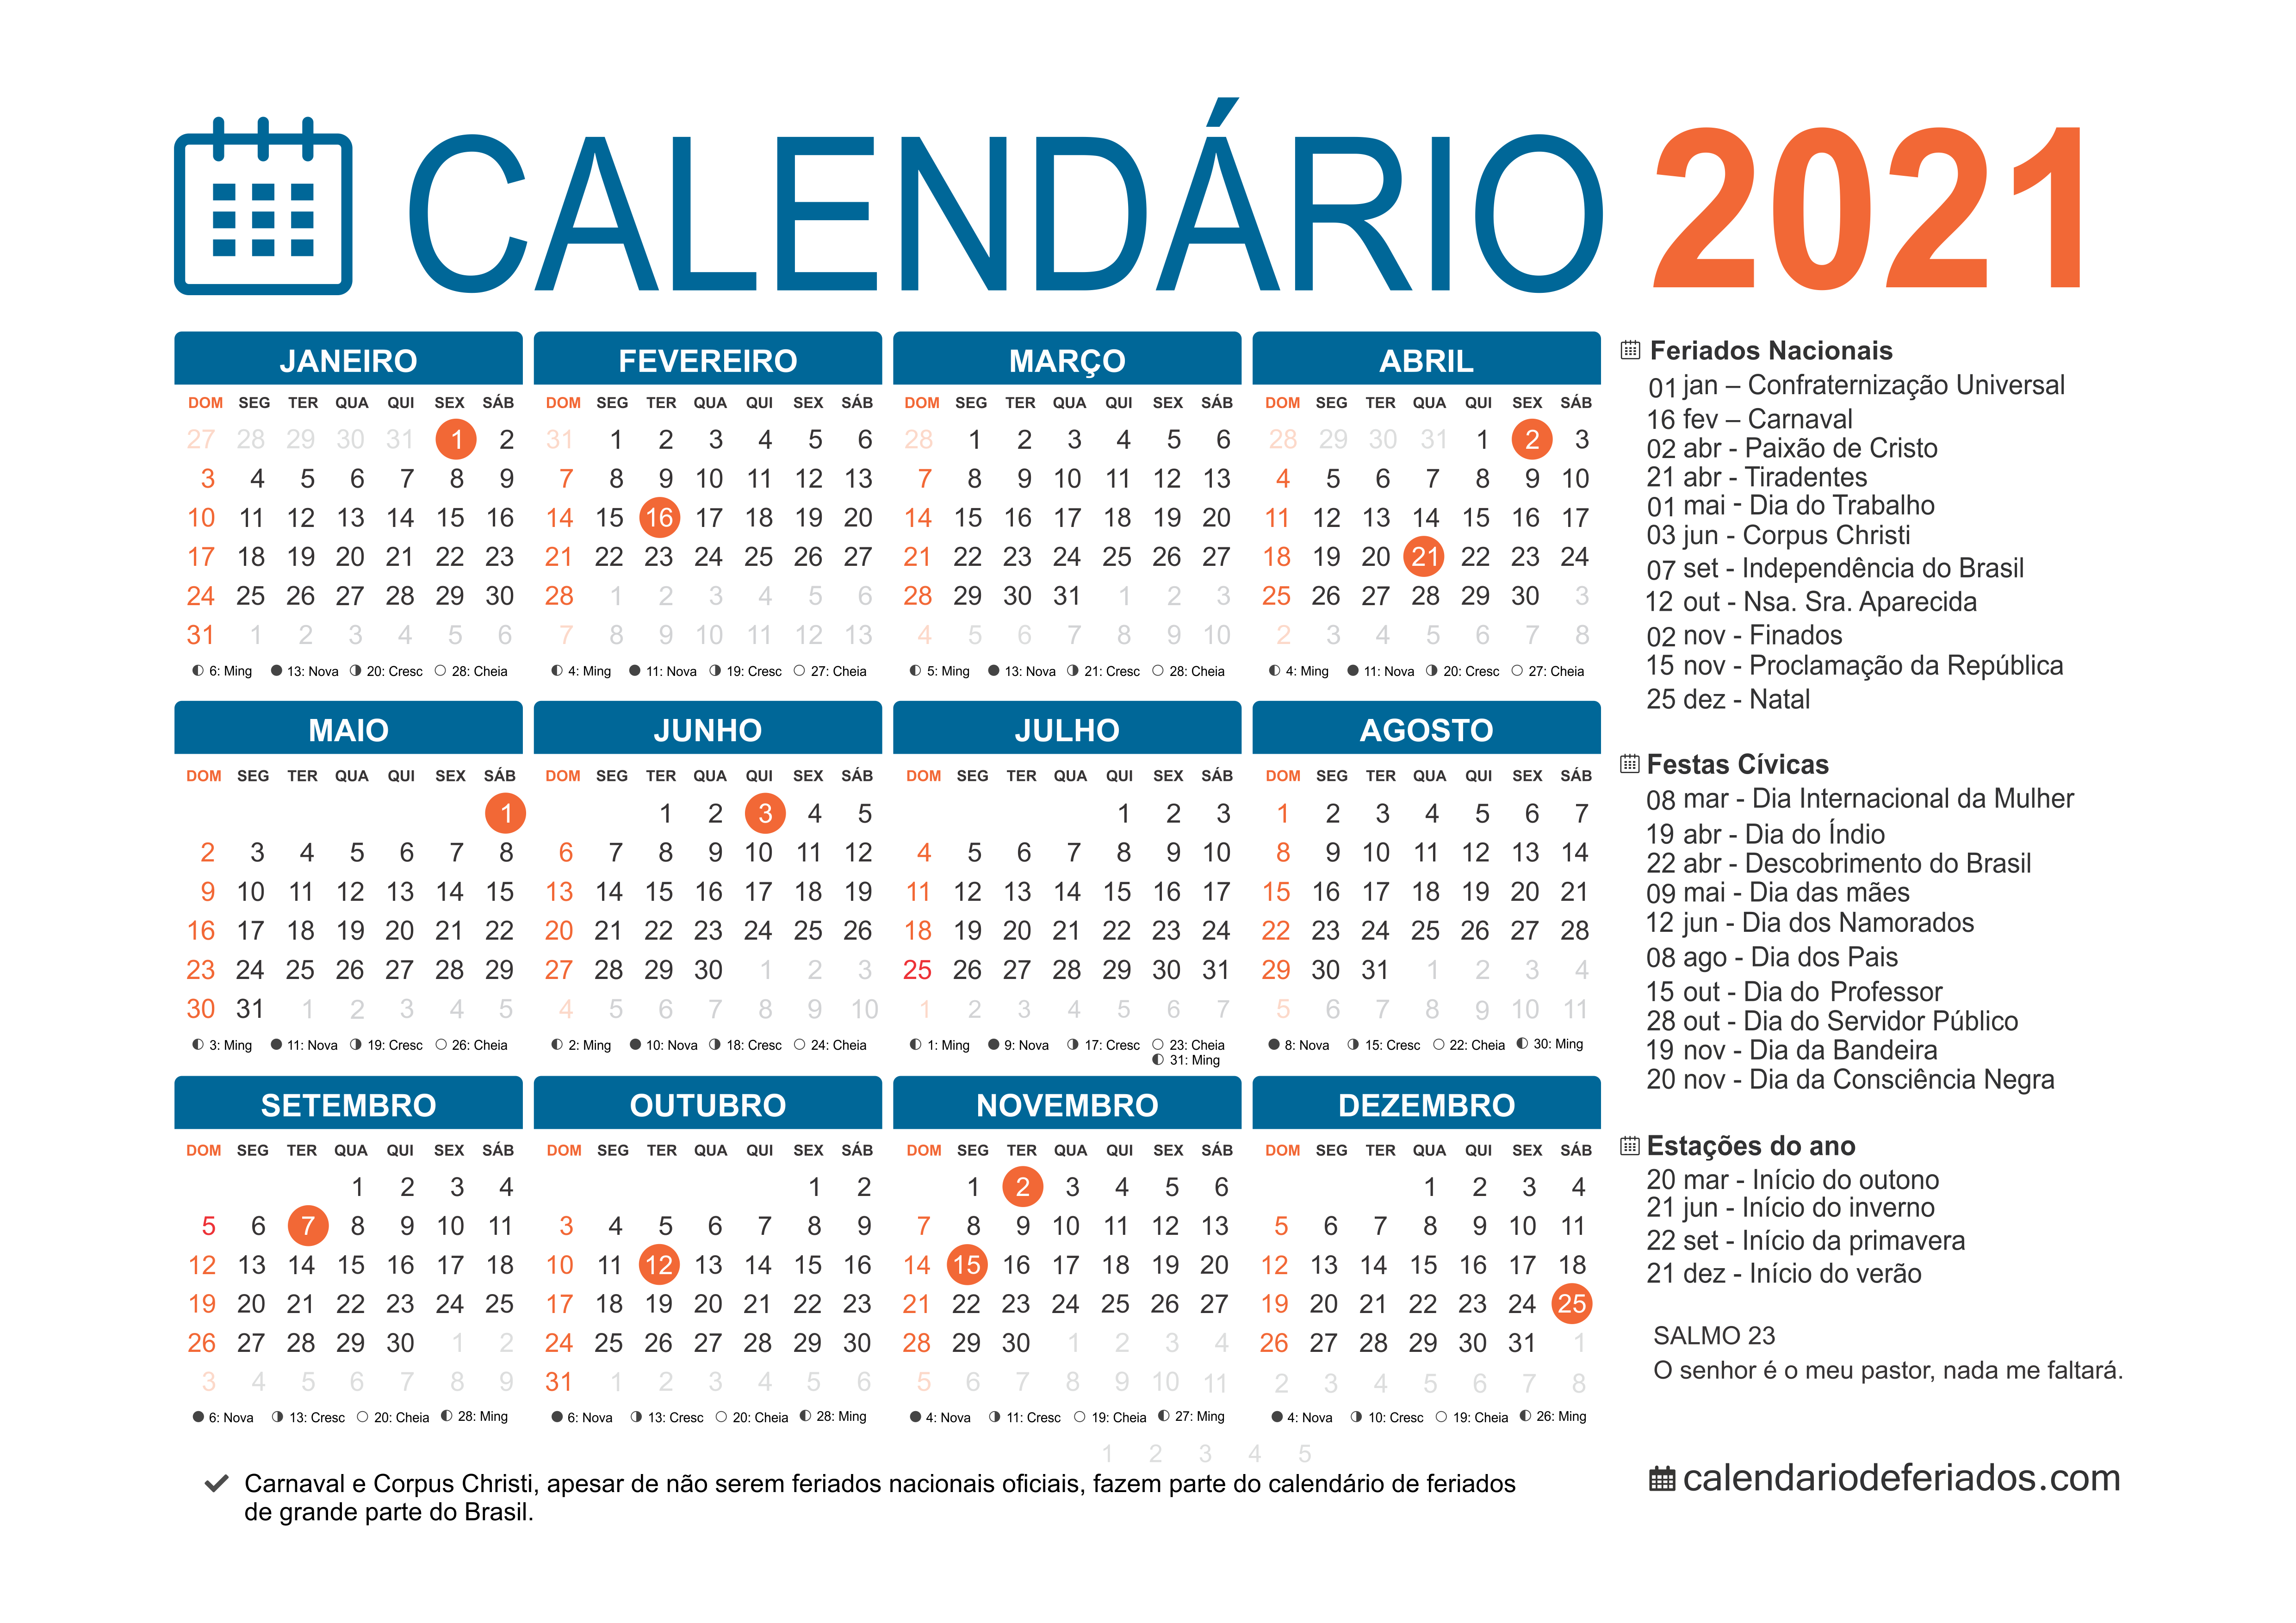 CALENDÁRIO 2021
JANEIRO
DOM SEG TER QUA QUI SEX SÁB
27 28 29 30 31 1 2
3 4 5 6 7 8 9
10 11 12 13 14 15 16
17 18 19 20 21 22 23
24 25 26 27 28 29 30
31 1 2 3 4 5 6
6: Ming 13: Nova 20: Cresc 28: Cheia
FEVEREIRO
DOM SEG TER QUA QUI SEX SÁB
31 1 2 3 4 5 6
7 8 9 10 11 12 13
14 15 16 17 18 19 20
21 22 23 24 25 26 27
28 1 2 3 4 5 6
7 8 9 10 11 12 13
4: Ming 11: Nova 19: Cresc 27: Cheia
MARÇO
DOM SEG TER QUA QUI SEX SÁB
28 1 2 3 4 5 6
7 8 9 10 11 12 13
14 15 16 17 18 19 20
21 22 23 24 25 26 27
28 29 30 31 1 2 3
4 5 6 7 8 9 10
5: Ming 13: Nova 21: Cresc 28: Cheia
ABRIL
DOM SEG TER QUA QUI SEX SÁB
28 29 30 31 1 2 3
4 5 6 7 8 9 10
11 12 13 14 15 16 17
18 19 20 21 22 23 24
25 26 27 28 29 30 3
2 3 4 5 6 7 8
4: Ming 11: Nova 20: Cresc 27: Cheia
MAIO
DOM SEG TER QUA QUI SEX SÁB
1
2 3 4 5 6 7 8
9 10 11 12 13 14 15
16 17 18 19 20 21 22
23 24 25 26 27 28 29
30 31 1 2 3 4 5
3: Ming 11: Nova 19: Cresc 26: Cheia
JUNHO
DOM SEG TER QUA QUI SEX SÁB
1 2 3 4 5
6 7 8 9 10 11 12
13 14 15 16 17 18 19
20 21 22 23 24 25 26
27 28 29 30 1 2 3
4 5 6 7 8 9 10
2: Ming 10: Nova 18: Cresc 24: Cheia
JULHO
DOM SEG TER QUA QUI SEX SÁB
1 2 3
4 5 6 7 8 9 10
11 12 13 14 15 16 17
18 19 20 21 22 23 24
25 26 27 28 29 30 31
1 2 3 4 5 6 7
1: Ming 9: Nova 17: Cresc 23: Cheia
31: Ming
AGOSTO
DOM SEG TER QUA QUI SEX SÁB
1 2 3 4 5 6 7
8 9 10 11 12 13 14
15 16 17 18 19 20 21
22 23 24 25 26 27 28
29 30 31 1 2 3 4
5 6 7 8 9 10 11
8: Nova 15: Cresc 22: Cheia 30: Ming
SETEMBRO
DOM SEG TER QUA QUI SEX SÁB
1 2 3 4
5 6 7 8 9 10 11
12 13 14 15 16 17 18
19 20 21 22 23 24 25
26 27 28 29 30 1 2
3 4 5 6 7 8 9
6: Nova 13: Cresc 20: Cheia 28: Ming
OUTUBRO
DOM SEG TER QUA QUI SEX SÁB
1 2
3 4 5 6 7 8 9
10 11 12 13 14 15 16
17 18 19 20 21 22 23
24 25 26 27 28 29 30
31 1 2 3 4 5 6
6: Nova 13: Cresc 20: Cheia 28: Ming
NOVEMBRO
DOM SEG TER QUA QUI SEX SÁB
1 2 3 4 5 6
7 8 9 10 11 12 13
14 15 16 17 18 19 20
21 22 23 24 25 26 27
28 29 30 1 2 3 4
5 6 7 8 9 10 11
4: Nova 11: Cresc 19: Cheia 27: Ming
DEZEMBRO
DOM SEG TER QUA QUI SEX SÁB
1 2 3 4
5 6 7 8 9 10 11
12 13 14 15 16 17 18
19 20 21 22 23 24 25
26 27 28 29 30 31 1
2 3 4 5 6 7 8
4: Nova 10: Cresc 19: Cheia 26: Ming
1 2 3 4 5
Carnaval e Corpus Christi, apesar de não serem feriados nacionais oficiais, fazem parte do calendário de feriados
de grande parte do Brasil.
Feriados Nacionais
01 jan – Confraternização Universal
16 fev – Carnaval
02 abr - Paixão de Cristo
21 abr - Tiradentes
01 mai - Dia do Trabalho
03 jun - Corpus Christi
07 set - Independência do Brasil
12 out - Nsa. Sra. Aparecida
02 nov - Finados
15 nov - Proclamação da República
25 dez - Natal
Festas Cívicas
08 mar - Dia Internacional da Mulher
19 abr - Dia do Índio
22 abr - Descobrimento do Brasil
09 mai - Dia das mães
12 jun - Dia dos Namorados
08 ago - Dia dos Pais
15 out - Dia do Professor
28 out - Dia do Servidor Público
19 nov - Dia da Bandeira
20 nov - Dia da Consciência Negra
Estações do ano
20 mar - Início do outono
21 jun - Início do inverno
22 set - Início da primavera
21 dez - Início do verão
SALMO 23
O senhor é o meu pastor, nada me faltará.
calendariodeferiados.com